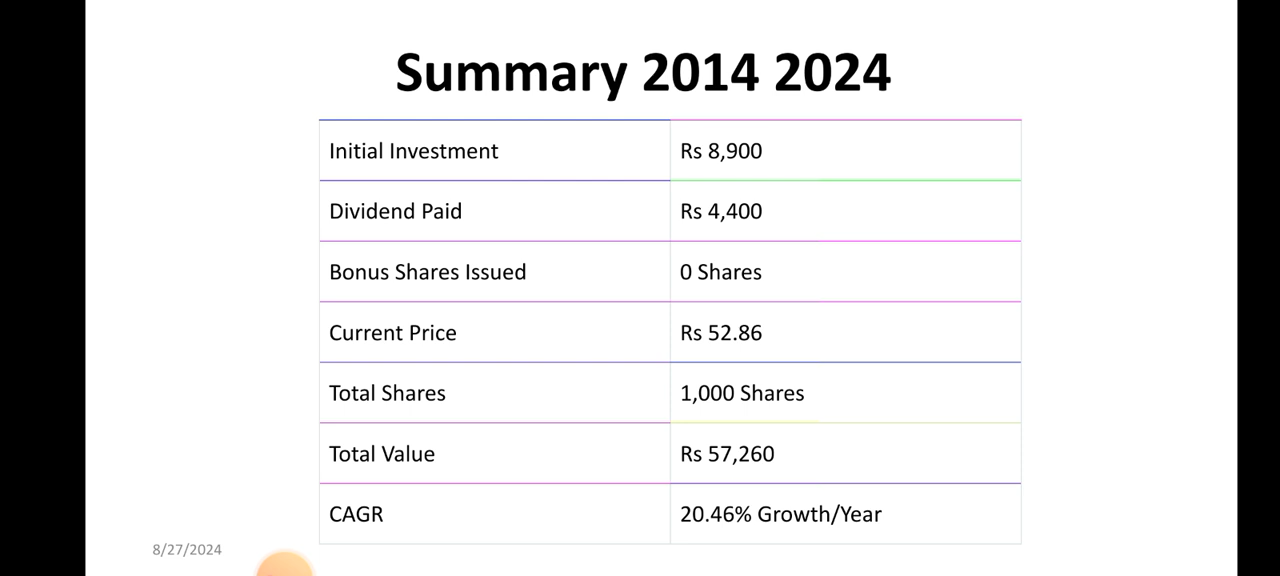 Summary 2014 2024
Initial Investment Rs 8,900
Dividend Paid Rs 4,400
Bonus Shares Issued 0 Shares
Current Price Rs 52.86
Total Shares 1,000 Shares
Total Value Rs 57,260
CAGR 20.46% Growth/Year
8/27/2024